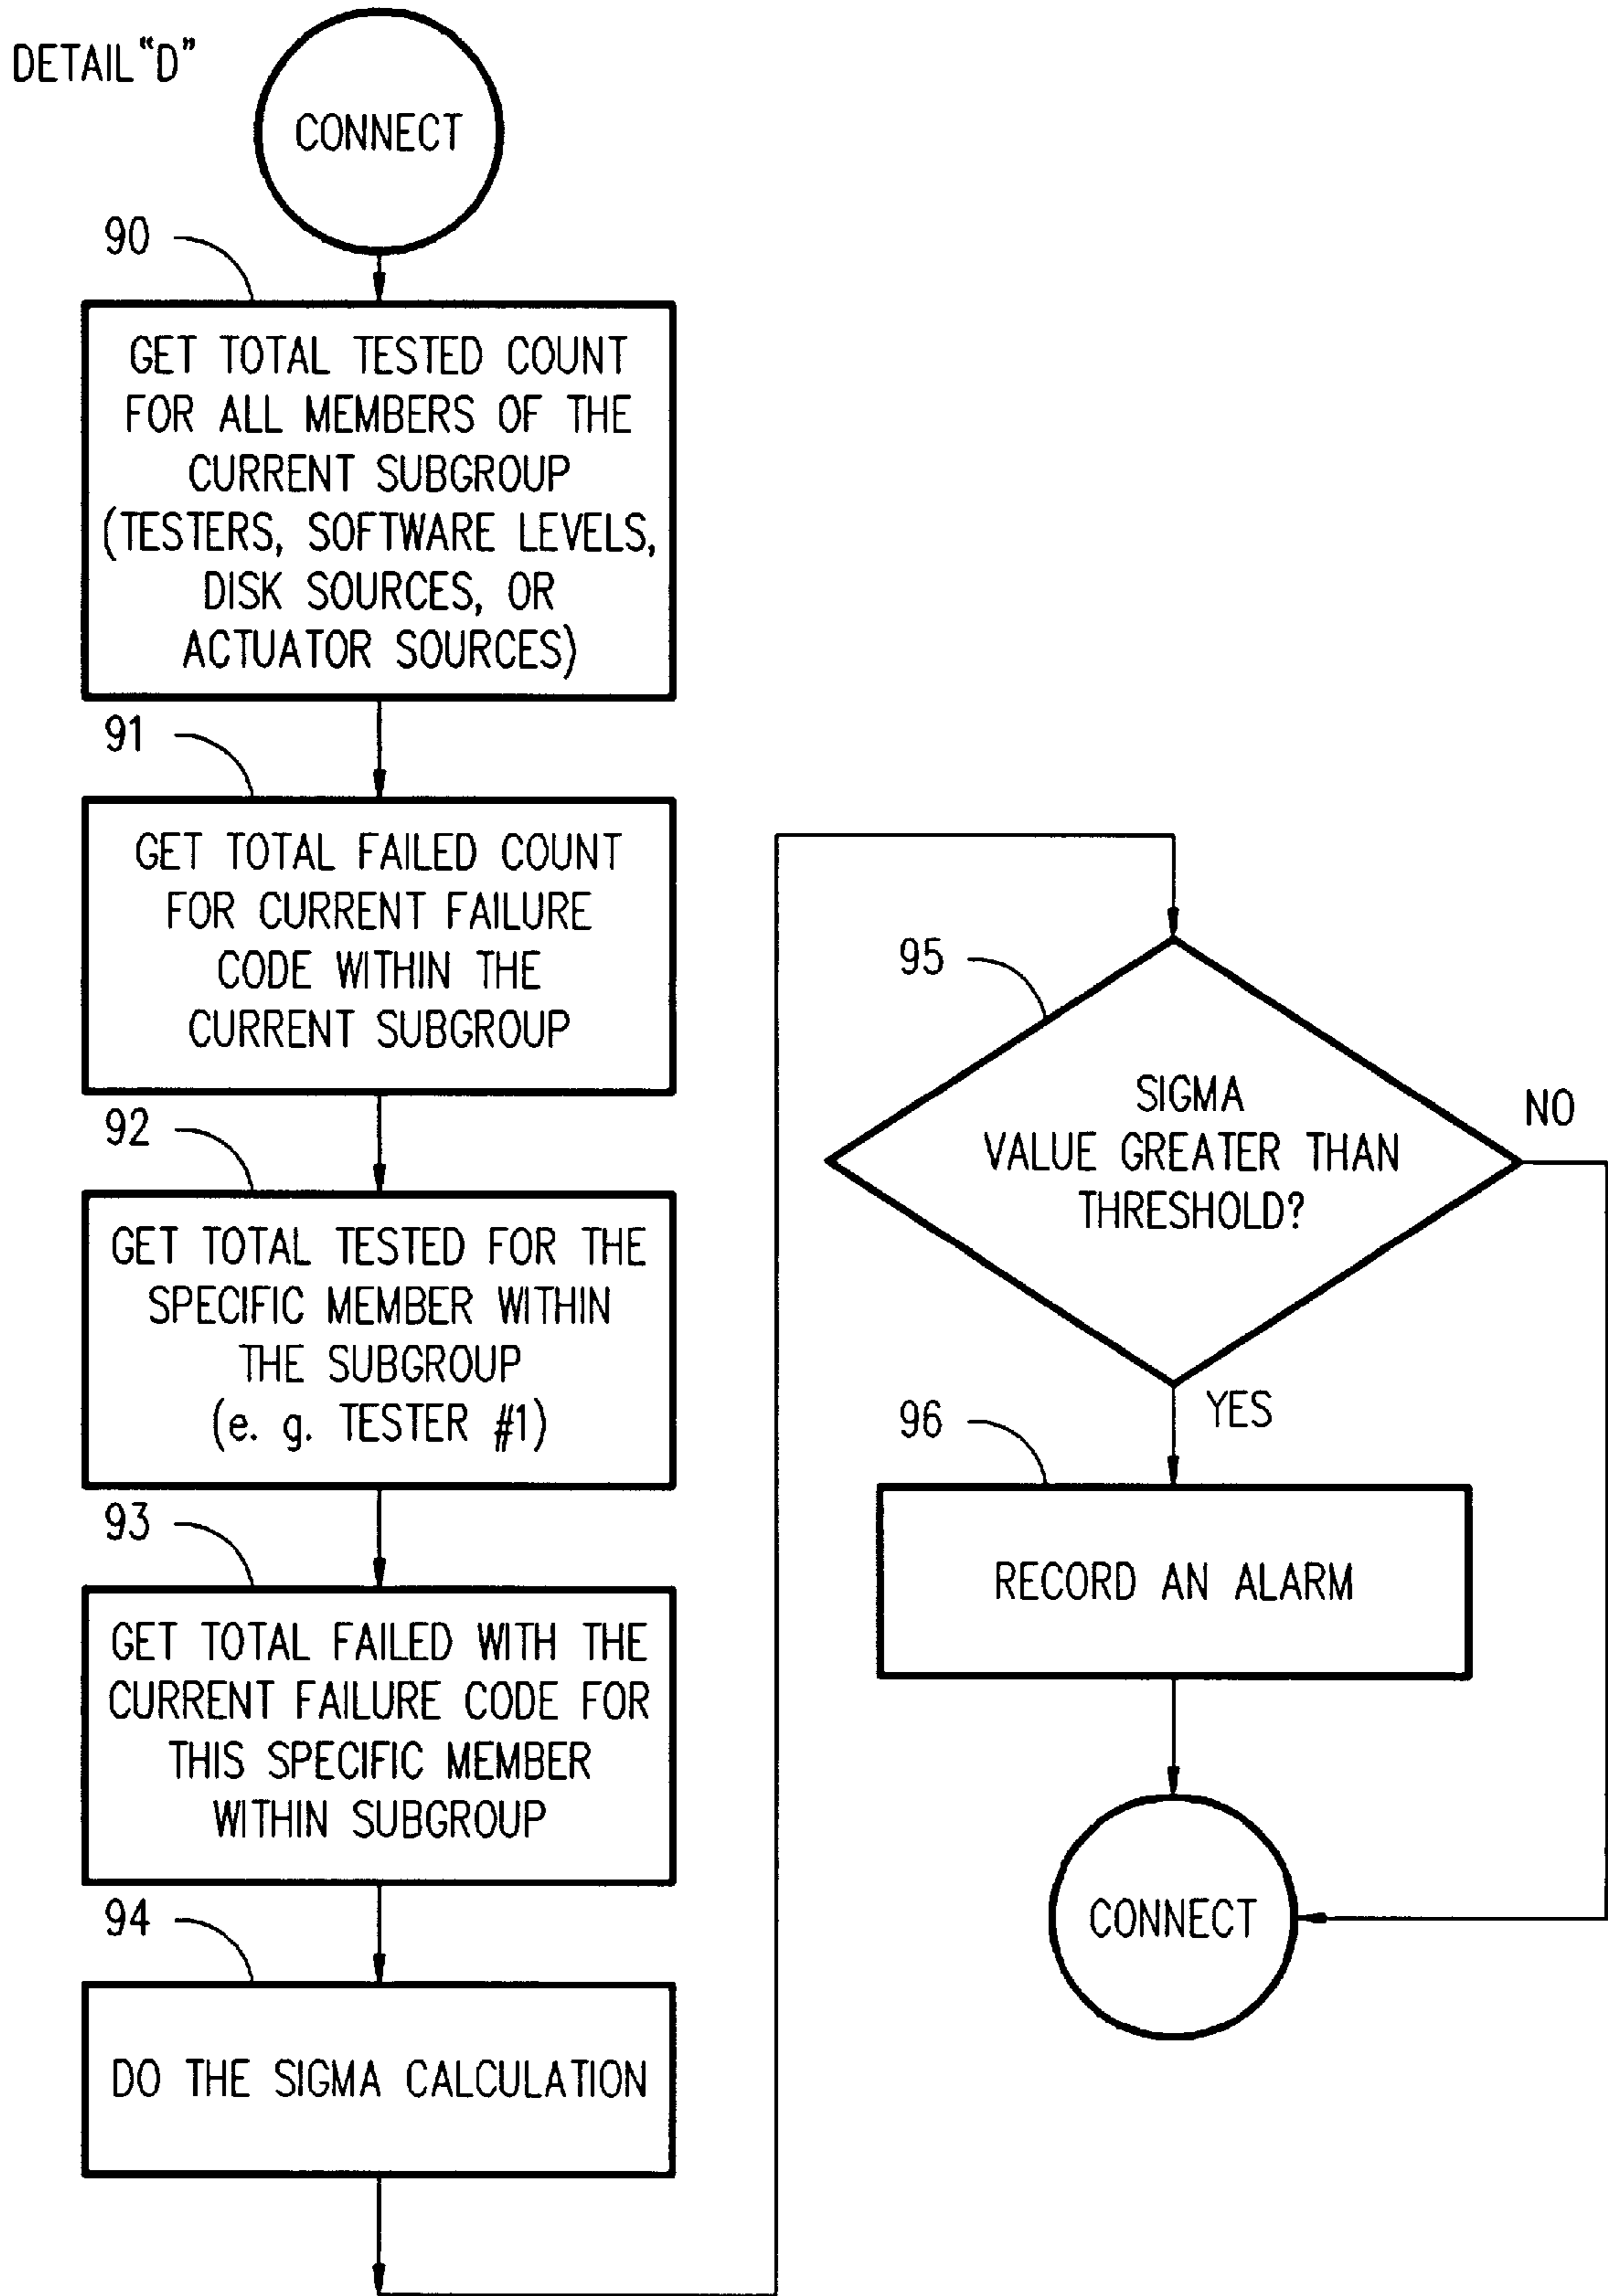 DETAIL "D"
CONNECT
90
GET TOTAL TESTED COUNT
FOR ALL MEMBERS OF THE
CURRENT SUBGROUP
(TESTERS, SOFTWARE LEVELS,
DISK SOURCES, OR
ACTUATOR SOURCES)
91
GET TOTAL FAILED COUNT
FOR CURRENT FAILURE
CODE WITHIN THE
CURRENT SUBGROUP
92
GET TOTAL TESTED FOR THE
SPECIFIC MEMBER WITHIN
THE SUBGROUP
(e. g. TESTER #1)
93
GET TOTAL FAILED WITH THE
CURRENT FAILURE CODE FOR
THIS SPECIFIC MEMBER
WITHIN SUBGROUP
94
DO THE SIGMA CALCULATION
95
SIGMA
VALUE GREATER THAN
THRESHOLD?
NO
YES
96
RECORD AN ALARM
CONNECT